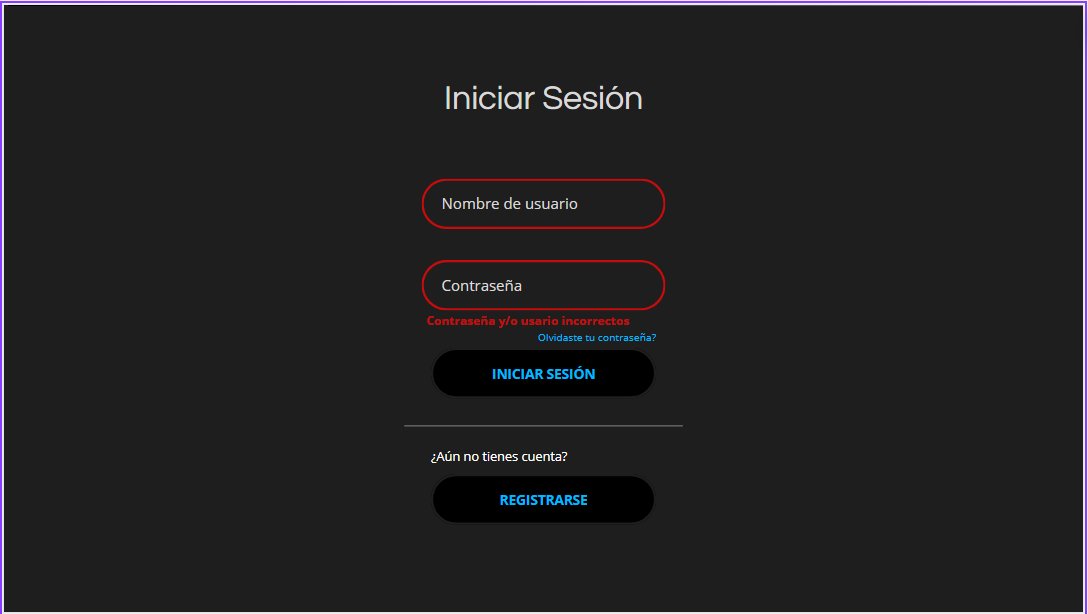 Iniciar Sesión
Nombre de usuario
Contraseña
Contraseña y/o usario incorrectos
Olvidaste tu contraseña?
INICIAR SESIÓN
¿Aún no tienes cuenta?
REGISTRARSE